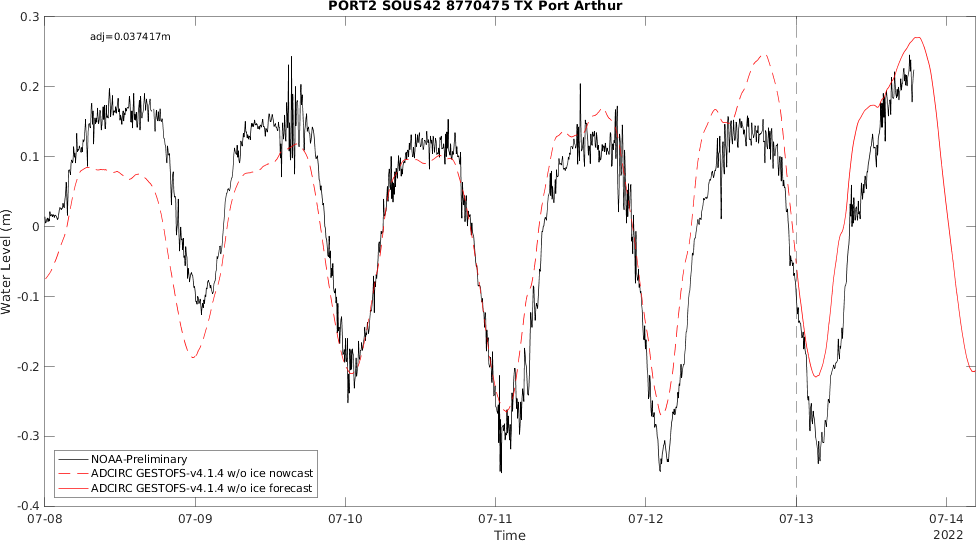 PORT2 SOUS42 8770475 TX Port Arthur
adj=0.037417m
0.3
0.2
0.1
0
-0.1
-0.2
-0.3
-0.4
Water Level (m)
NOAA-Preliminary
ADCIRC GESTOFS-v4.1.4 w/o ice nowcast
ADCIRC GESTOFS-v4.1.4 w/o ice forecast
07-08 07-09 07-10 07-11 07-12 07-13 07-14
Time
2022